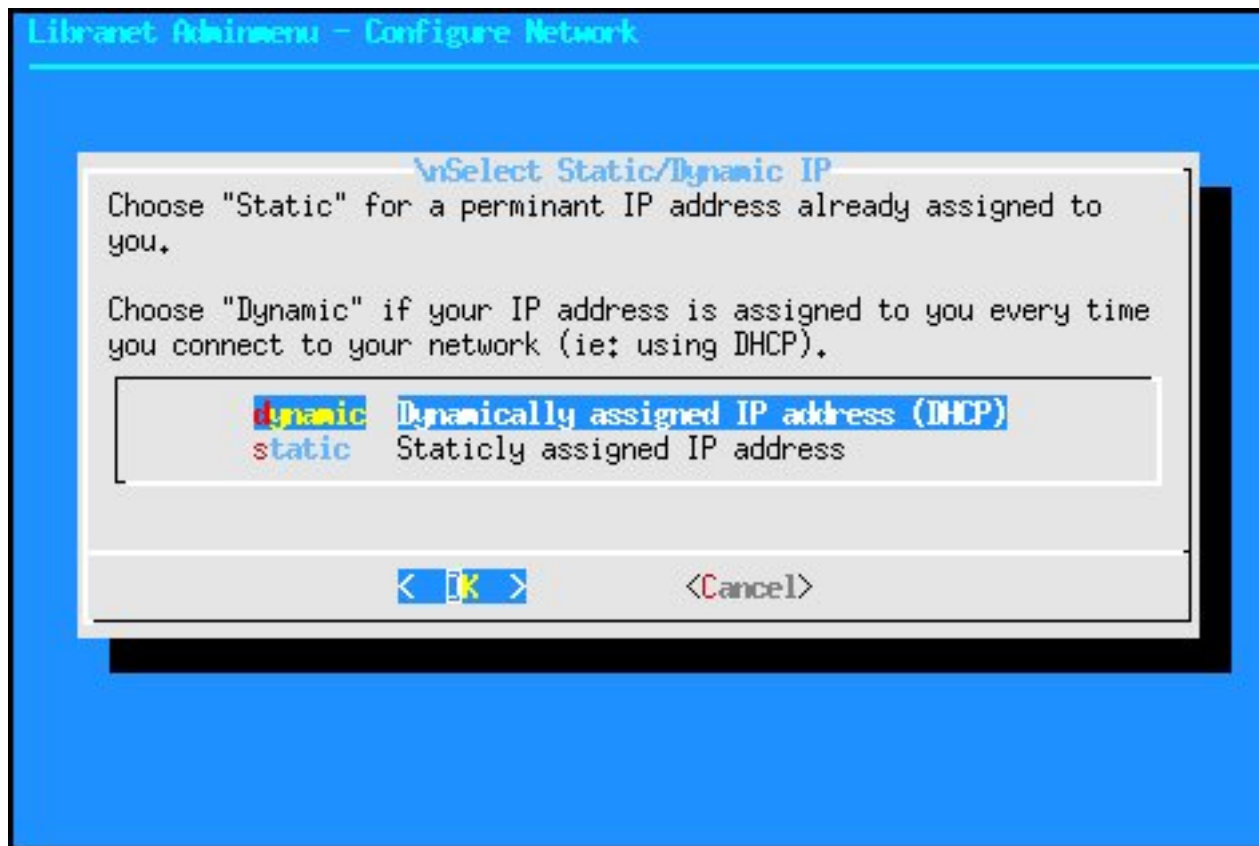 Libranet Adminmenu - Configure Network
\nSelect Static/Dynamic IP
Choose "Static" for a perminant IP address already assigned to
you.
Choose "Dynamic" if your IP address is assigned to you every time
you connect to your network (ie: using DHCP).
dynamic Dynamically assigned IP address (DHCP)
static Staticly assigned IP address
< OK > <Cancel>